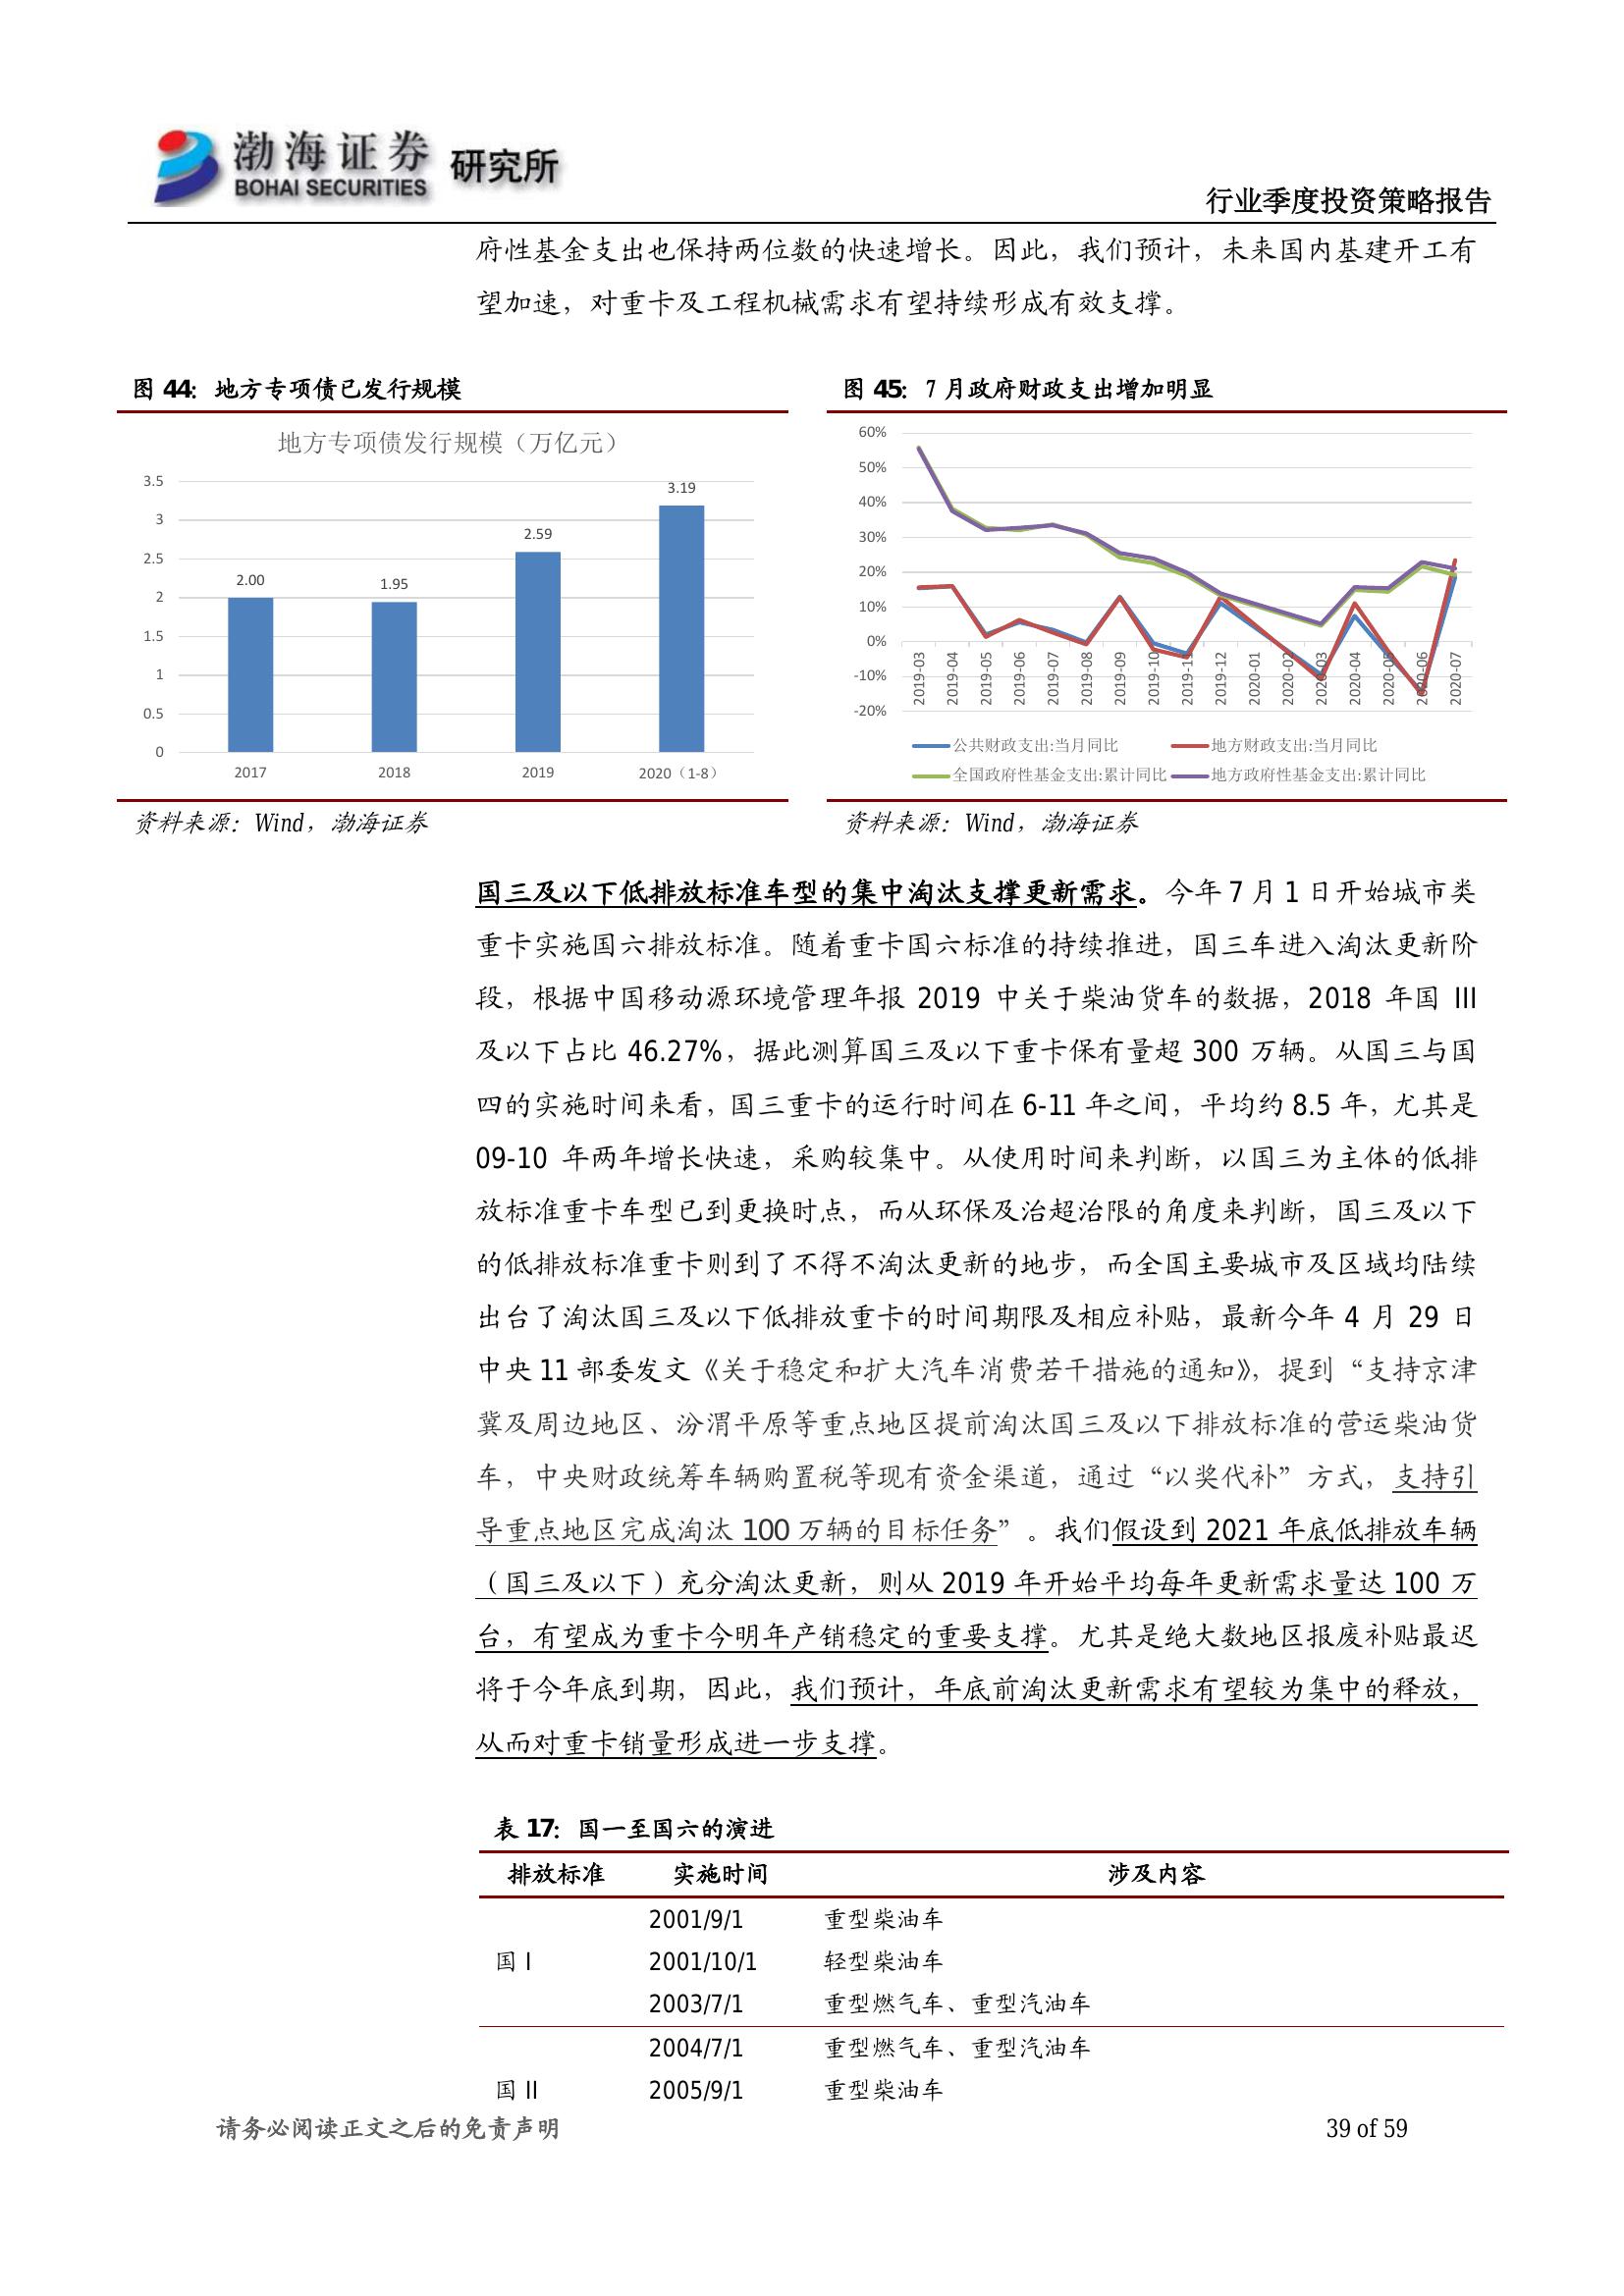 渤海证券 研究所
BOHAI SECURITIES
行业季度投资策略报告
府性基金支出也保持两位数的快速增长。因此，我们预计，未来国内基建开工有
望加速，对重卡及工程机械需求有望持续形成有效支撑。
图 44：地方专项债已发行规模
地方专项债发行规模（万亿元）
3.5
3
2.5
2
1.5
1
0.5
0
2.00
1.95
2.59
3.19
2017
2018
2019
2020（1-8）
资料来源：Wind，渤海证券
图 45：7 月政府财政支出增加明显
60%
50%
40%
30%
20%
10%
0%
-10%
-20%
2019-03
2019-04
2019-05
2019-06
2019-07
2019-08
2019-09
2019-10
2019-11
2019-12
2020-01
2020-02
2020-03
2020-04
2020-05
2020-06
2020-07
公共财政支出:当月同比
地方财政支出:当月同比
全国政府性基金支出:累计同比
地方政府性基金支出:累计同比
资料来源：Wind，渤海证券
国三及以下低排放标准车型的集中淘汰支撑更新需求。今年 7 月 1 日开始城市类
重卡实施国六排放标准。随着重卡国六标准的持续推进，国三车进入淘汰更新阶
段，根据中国移动源环境管理年报 2019 中关于柴油货车的数据，2018 年国 III
及以下占比 46.27%，据此测算国三及以下重卡保有量超 300 万辆。从国三与国
四的实施时间来看，国三重卡的运行时间在 6-11 年之间，平均约 8.5 年，尤其是
09-10 年两年增长快速，采购较集中。从使用时间来判断，以国三为主体的低排
放标准重卡车型已到更换时点，而从环保及治超治限的角度来判断，国三及以下
的低排放标准重卡则到了不得不淘汰更新的地步，而全国主要城市及区域均陆续
出台了淘汰国三及以下低排放重卡的时间期限及相应补贴，最新今年 4 月 29 日
中央 11 部委发文《关于稳定和扩大汽车消费若干措施的通知》，提到“支持京津
冀及周边地区、汾渭平原等重点地区提前淘汰国三及以下排放标准的营运柴油货
车，中央财政统筹车辆购置税等现有资金渠道，通过“以奖代补”方式，支持引
导重点地区完成淘汰 100 万辆的目标任务”。我们假设到 2021 年底低排放车辆
（国三及以下）充分淘汰更新，则从 2019 年开始平均每年更新需求量达 100 万
台，有望成为重卡今明年产销稳定的重要支撑。尤其是绝大数地区报废补贴最迟
将于今年底到期，因此，我们预计，年底前淘汰更新需求有望较为集中的释放，
从而对重卡销量形成进一步支撑。
表 17：国一至国六的演进
排放标准 实施时间 涉及内容
2001/9/1 重型柴油车
国 I 2001/10/1 轻型柴油车
2003/7/1 重型燃气车、重型汽油车
2004/7/1 重型燃气车、重型汽油车
国 II 2005/9/1 重型柴油车
请务必阅读正文之后的免责声明
39 of 59